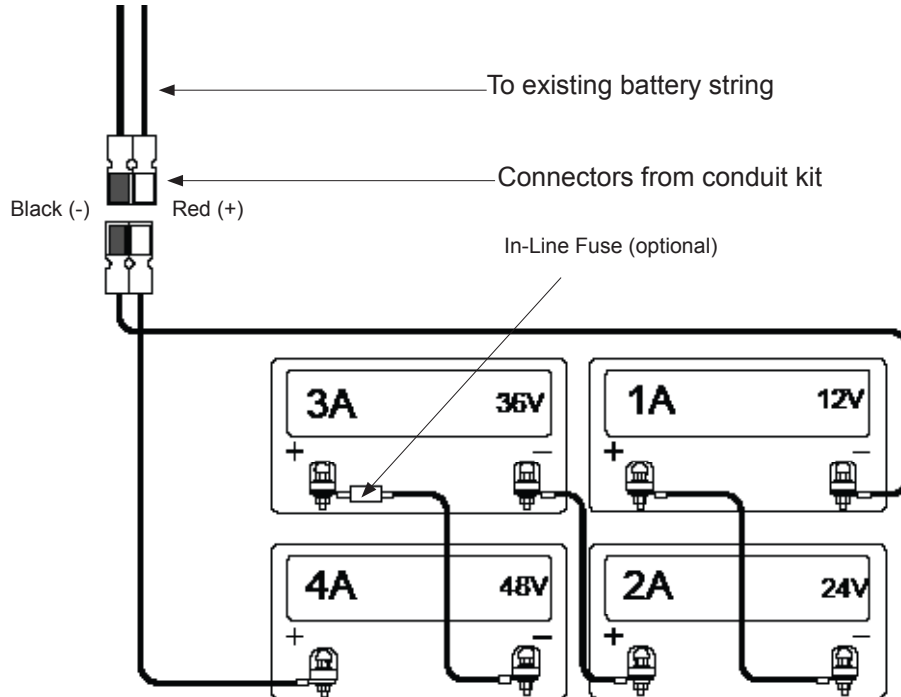 To existing battery string
Connectors from conduit kit
Black (-)
Red (+)
In-Line Fuse (optional)
3A
36V
1A
12V
+
−
+
−
4A
48V
2A
24V
+
−
+
−